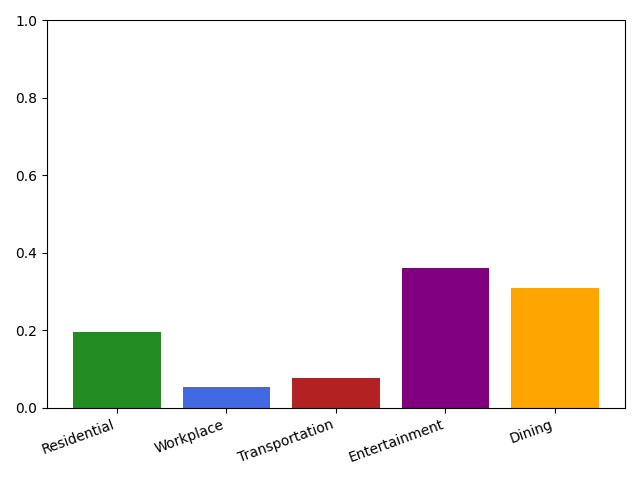 1.0
0.8
0.6
0.4
0.2
0.0
Residential
Workplace
Transportation
Entertainment
Dining